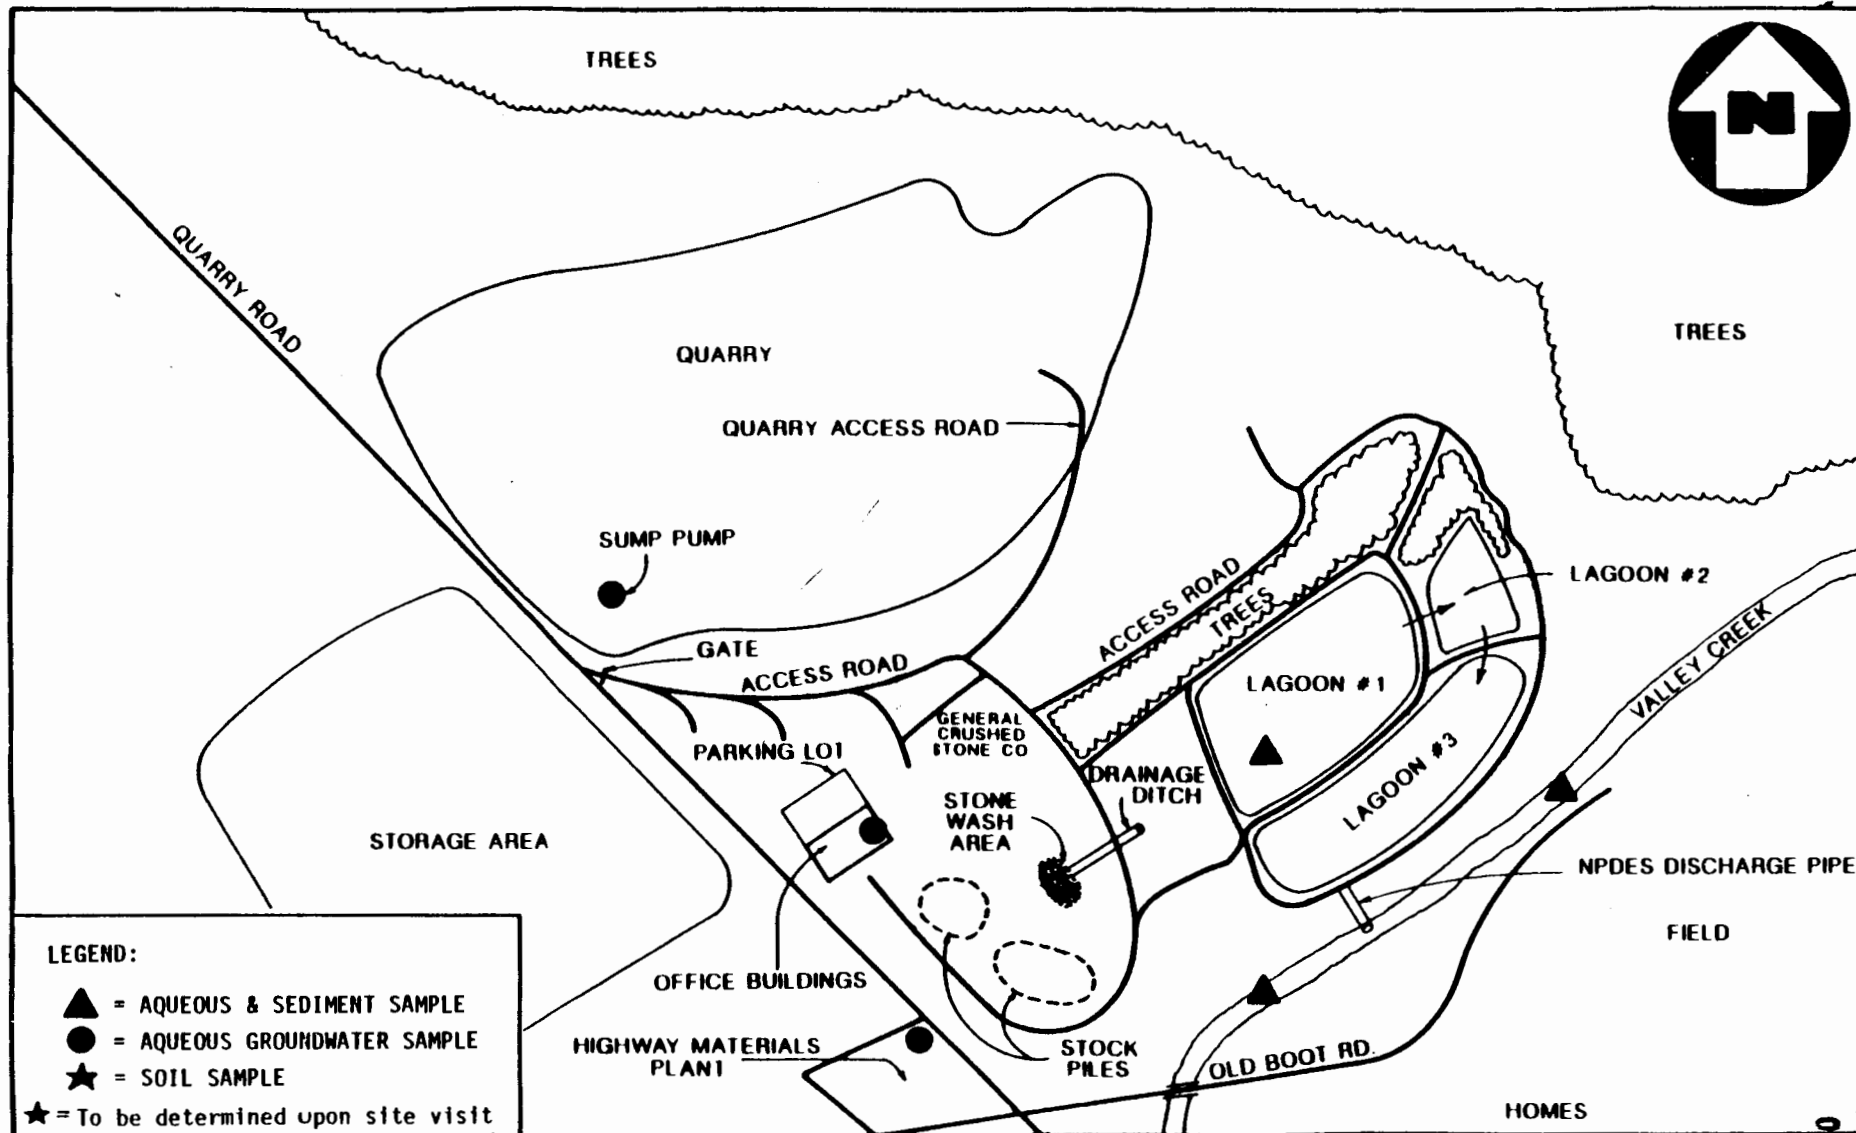 TREES
N
QUARRY ROAD
QUARRY
TREES
QUARRY ACCESS ROAD
SUMP PUMP
LAGOON #2
ACCESS ROAD
TREES
VALLEY CREEK
GATE
ACCESS ROAD
LAGOON #1
GENERAL
CRUSHED
STONE CO
PARKING LOT
LAGOON #3
DRAINAGE
DITCH
STONE
WASH
AREA
STORAGE AREA
NPDES DISCHARGE PIPE
FIELD
OFFICE BUILDINGS
HIGHWAY MATERIALS
PLANT
STOCK
PILES
OLD BOOT RD.
HOMES
LEGEND:
▲ = AQUEOUS & SEDIMENT SAMPLE
● = AQUEOUS GROUNDWATER SAMPLE
★ = SOIL SAMPLE
★ = To be determined upon site visit